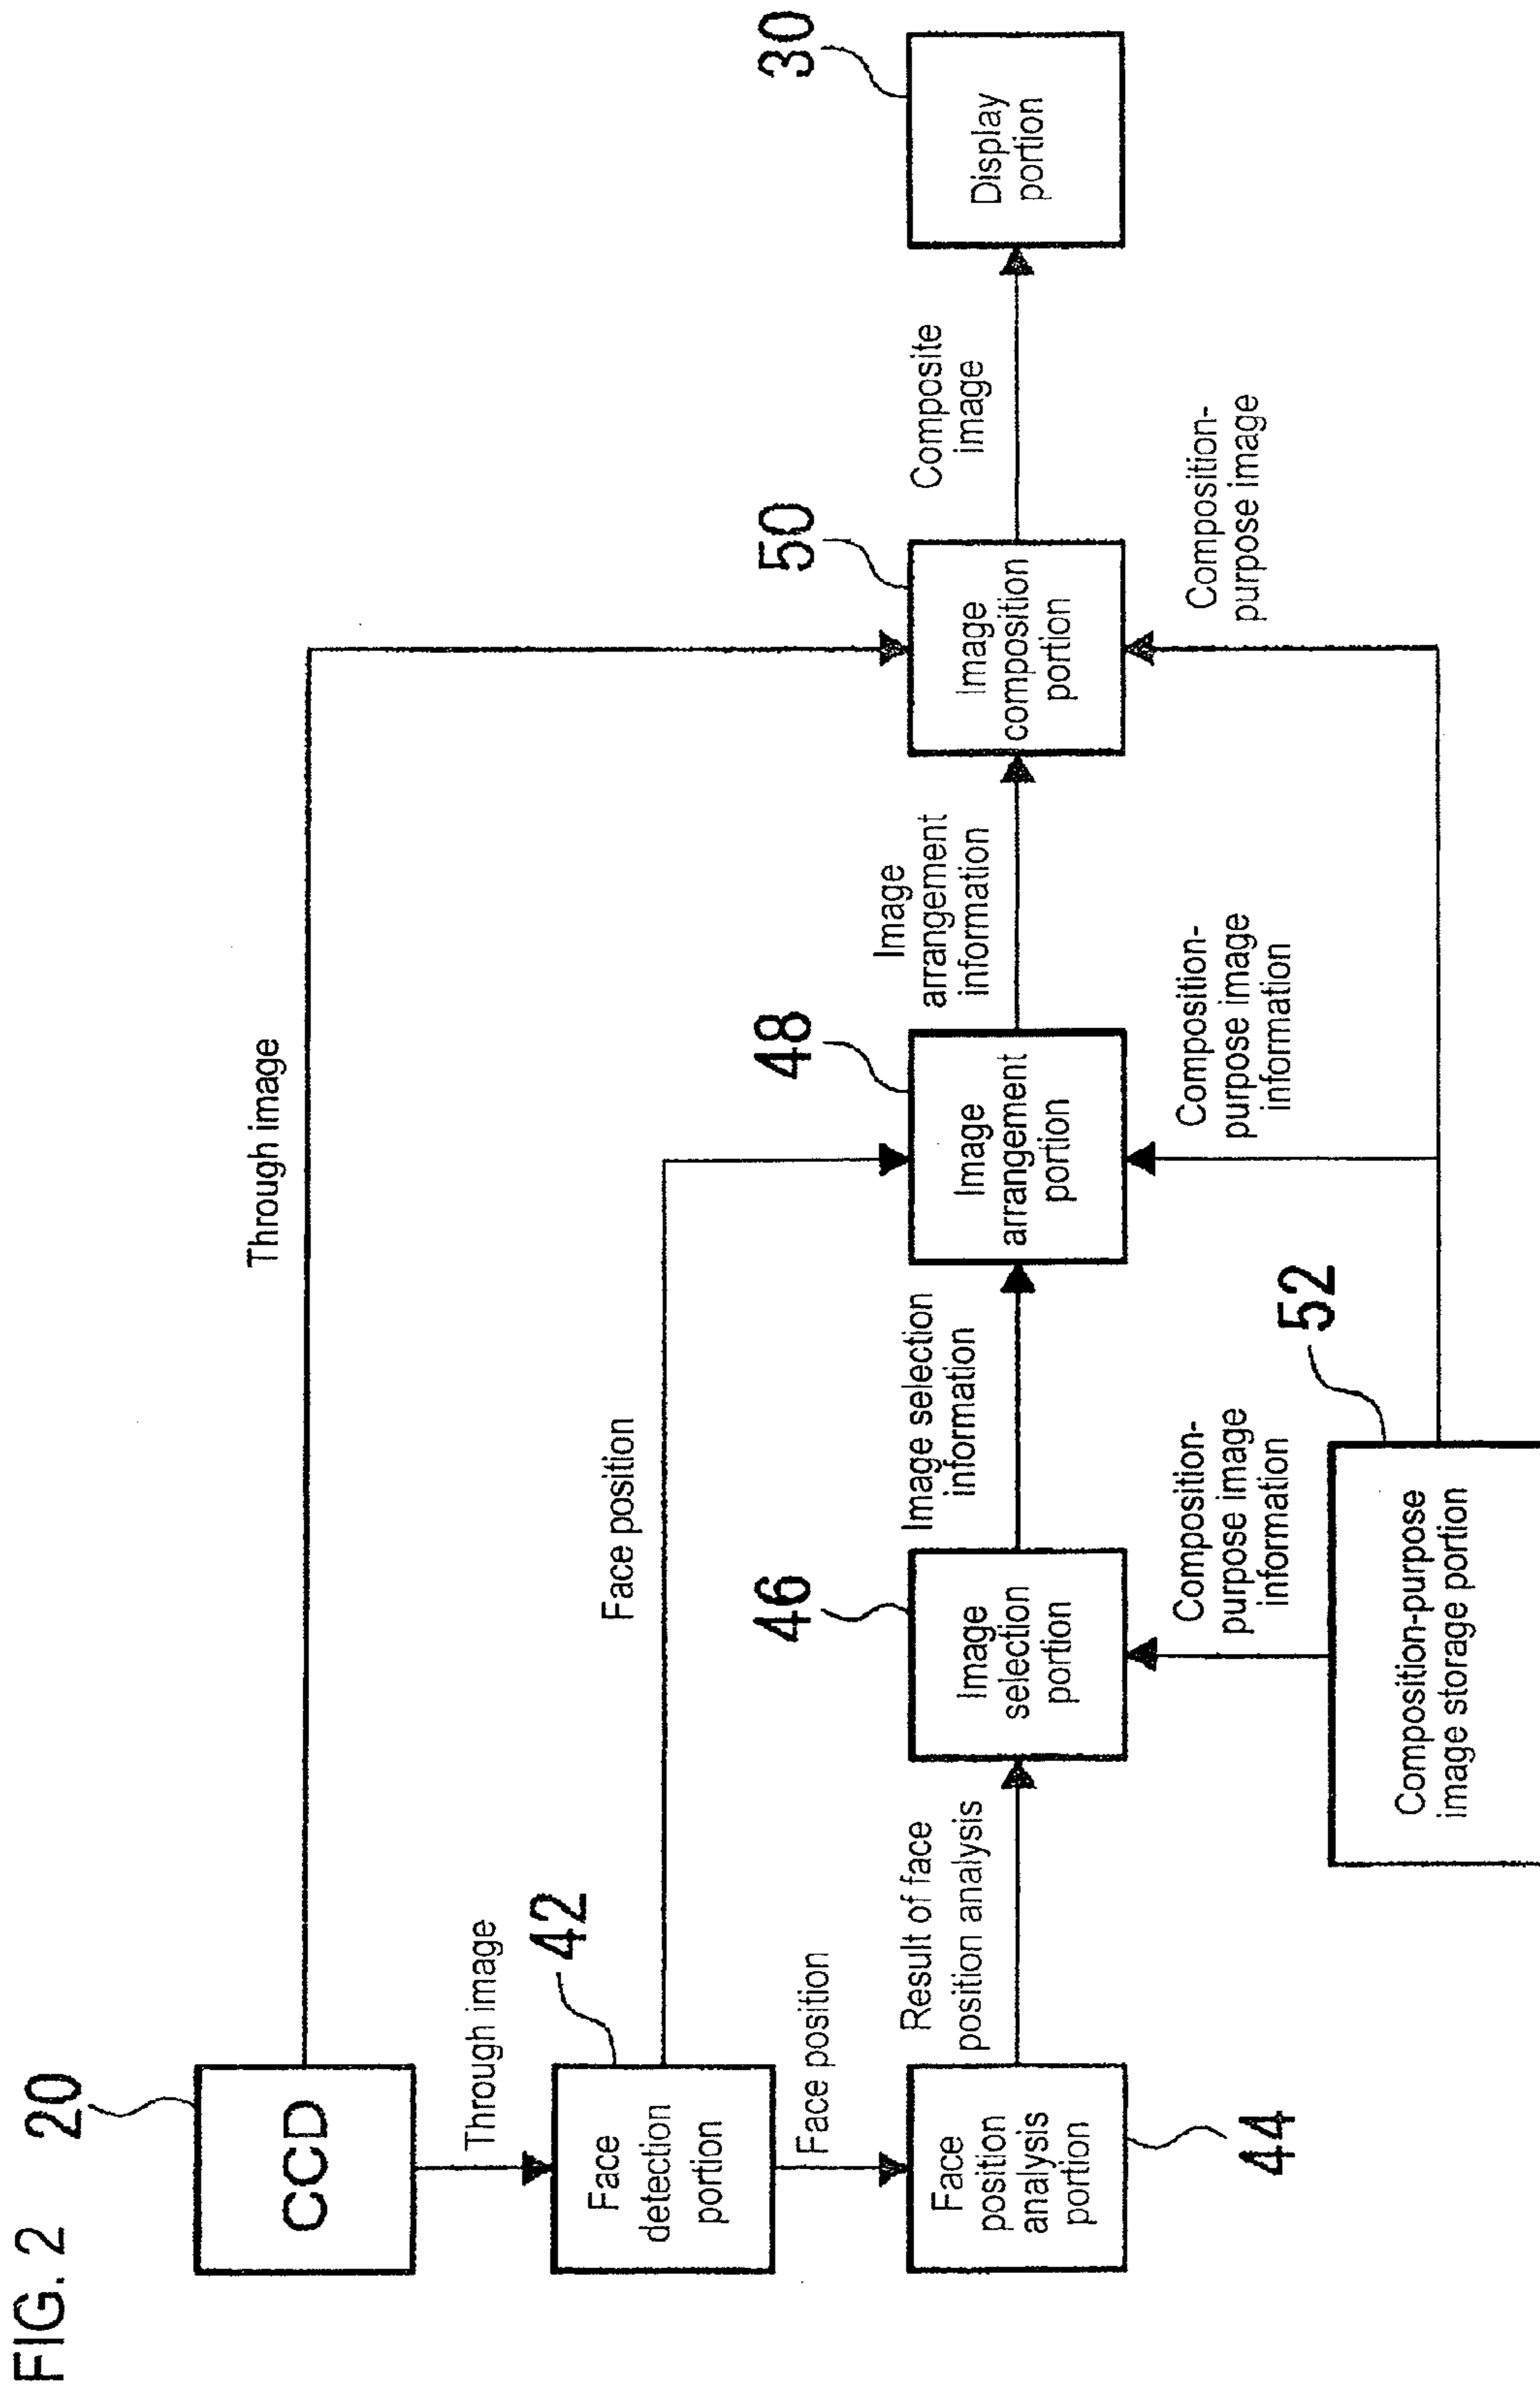 FIG. 2
20
CCD
Through image
Through image
42
Face
detection
portion
Face position
Face position
Face
position
analysis
portion
44
Result of face
position analysis
46
Image
selection
portion
Image selection
information
48
Image
arrangement
portion
Image
arrangement
information
50
Image
composition
portion
Composite
image
30
Display
portion
Composition-
purpose image
information
Composition-
purpose image
information
Composition-
purpose image
52
Composition-purpose
image storage portion